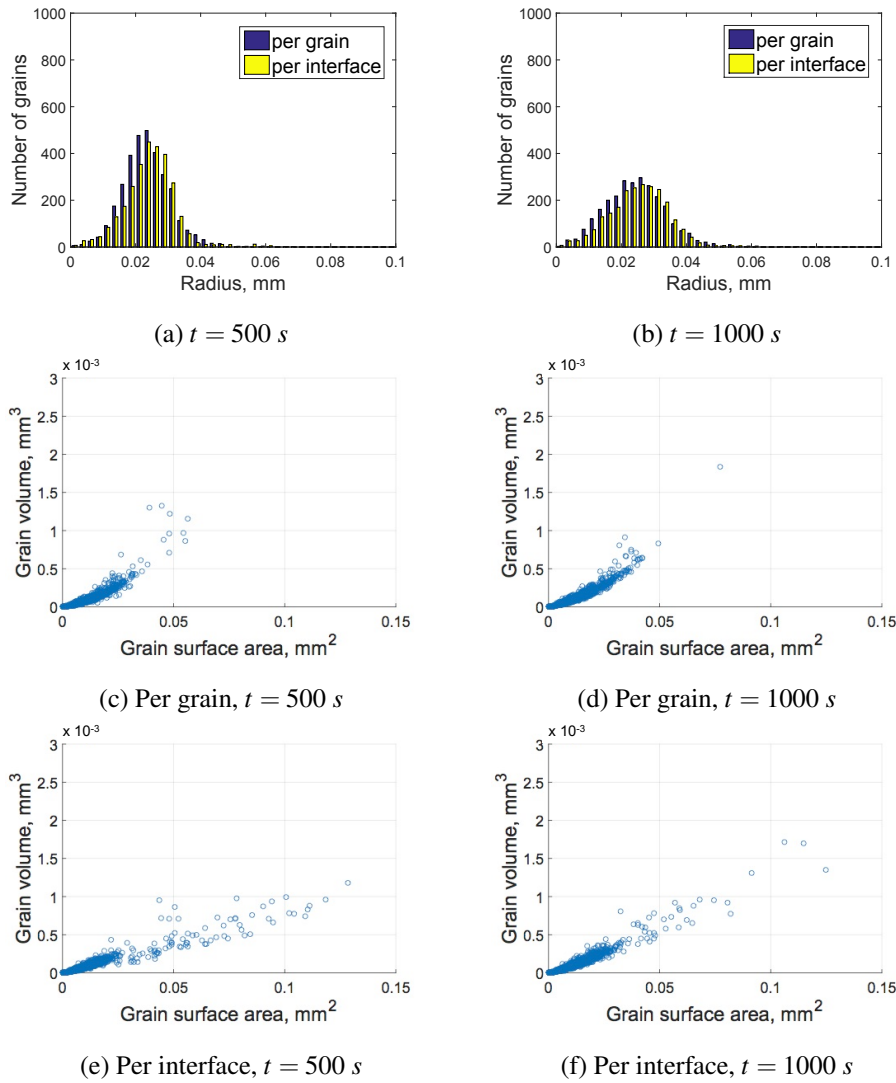 1000
800
600
400
200
0
Number of grains
per grain
per interface
0 0.02 0.04 0.06 0.08 0.1
Radius, mm
(a) t = 500 s
1000
800
600
400
200
0
Number of grains
per grain
per interface
0 0.02 0.04 0.06 0.08 0.1
Radius, mm
(b) t = 1000 s
x 10-3
3
2.5
2
1.5
1
0.5
0
Grain volume, mm3
0 0.05 0.1 0.15
Grain surface area, mm2
(c) Per grain, t = 500 s
x 10-3
3
2.5
2
1.5
1
0.5
0
Grain volume, mm3
0 0.05 0.1 0.15
Grain surface area, mm2
(d) Per grain, t = 1000 s
x 10-3
3
2.5
2
1.5
1
0.5
0
Grain volume, mm3
0 0.05 0.1 0.15
Grain surface area, mm2
(e) Per interface, t = 500 s
x 10-3
3
2.5
2
1.5
1
0.5
0
Grain volume, mm3
0 0.05 0.1 0.15
Grain surface area, mm2
(f) Per interface, t = 1000 s